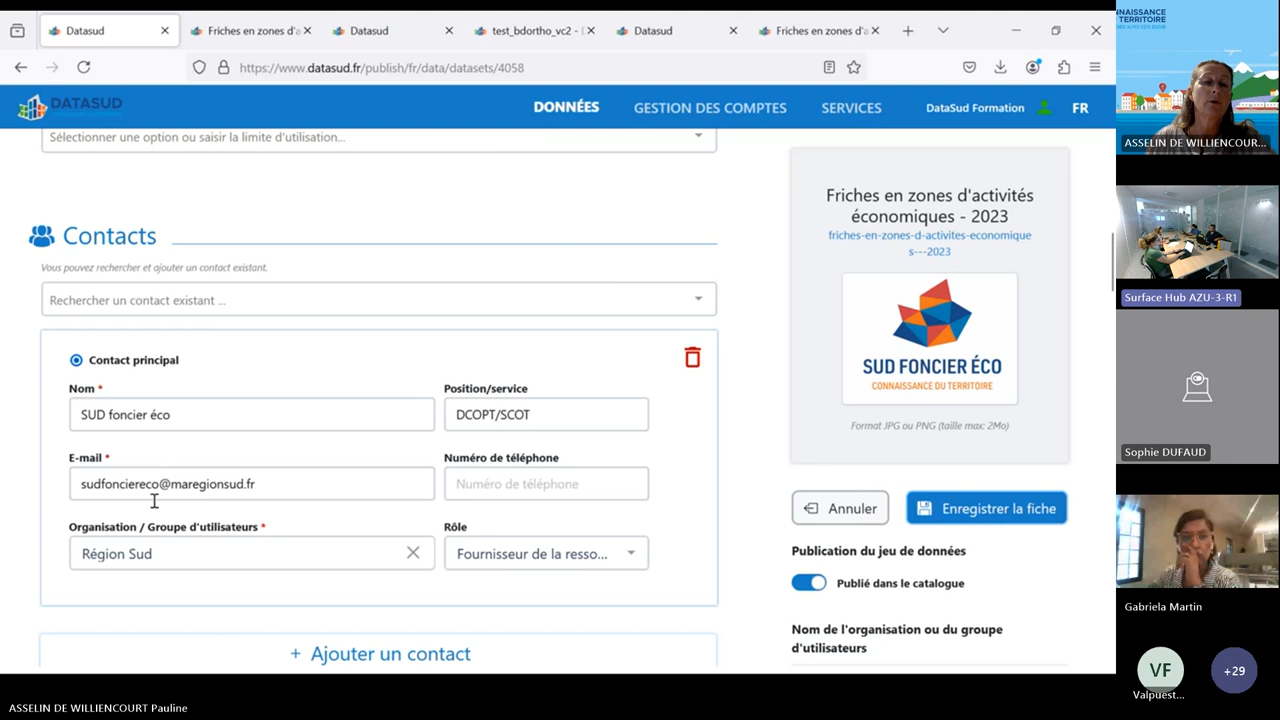 Datasud
Friches en zones d'a
Datasud
test_bdortho_vc2 - (
Datasud
Friches en zones d'a
https://www.datasud.fr/publish/fr/data/datasets/4058
DATASUD
DONNÉES
GESTION DES COMPTES
SERVICES
DataSud Formation
FR
Sélectionner une option ou saisir la limite d'utilisation...
Contacts
Vous pouvez rechercher et ajouter un contact existant.
Rechercher un contact existant ...
Contact principal
Nom *
Position/service
SUD foncier éco
DCOPT/SCOT
E-mail *
Numéro de téléphone
sudfonciereco@maregionsud.fr
Numéro de téléphone
Organisation / Groupe d'utilisateurs *
Rôle
Région Sud
Fournisseur de la resso...
+ Ajouter un contact
Friches en zones d'activités
économiques - 2023
friches-en-zones-d-activites-economique
s---2023
SUD FONCIER ÉCO
CONNAISSANCE DU TERRITOIRE
Format JPG ou PNG (taille max: 2Mo)
Annuler
Enregistrer la fiche
Publication du jeu de données
Publié dans le catalogue
Nom de l'organisation ou du groupe
d'utilisateurs
NNAISSANCE
TERRITOIRE
ASSELIN DE WILLIENCOUR...
Surface Hub AZU-3-R1
Sophie DUFAUD
Gabriela Martin
VF
+29
Valpuest...
ASSELIN DE WILLIENCOURT Pauline